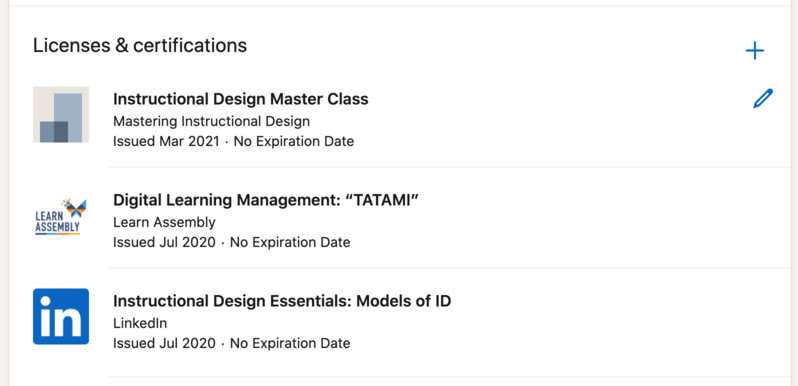 Licenses & certifications
Instructional Design Master Class
Mastering Instructional Design
Issued Mar 2021 · No Expiration Date
Digital Learning Management: “TATAMI”
LEARN
ASSEMBLY
Learn Assembly
Issued Jul 2020 · No Expiration Date
in
Instructional Design Essentials: Models of ID
LinkedIn
Issued Jul 2020 · No Expiration Date